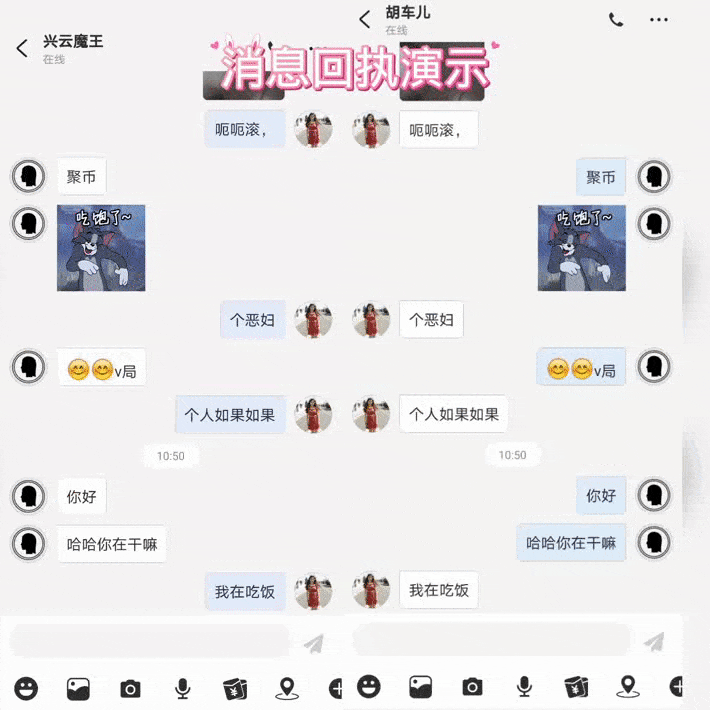 兴云魔王
在线
胡车儿
在线
消息回执演示
呃呃滚，
聚币
吃饱了~
个恶妇
😊😊v局
个人如果如果
10:50
你好
哈哈你在干嘛
我在吃饭
呃呃滚，
聚币
吃饱了~
个恶妇
😊😊v局
个人如果如果
10:50
你好
哈哈你在干嘛
我在吃饭